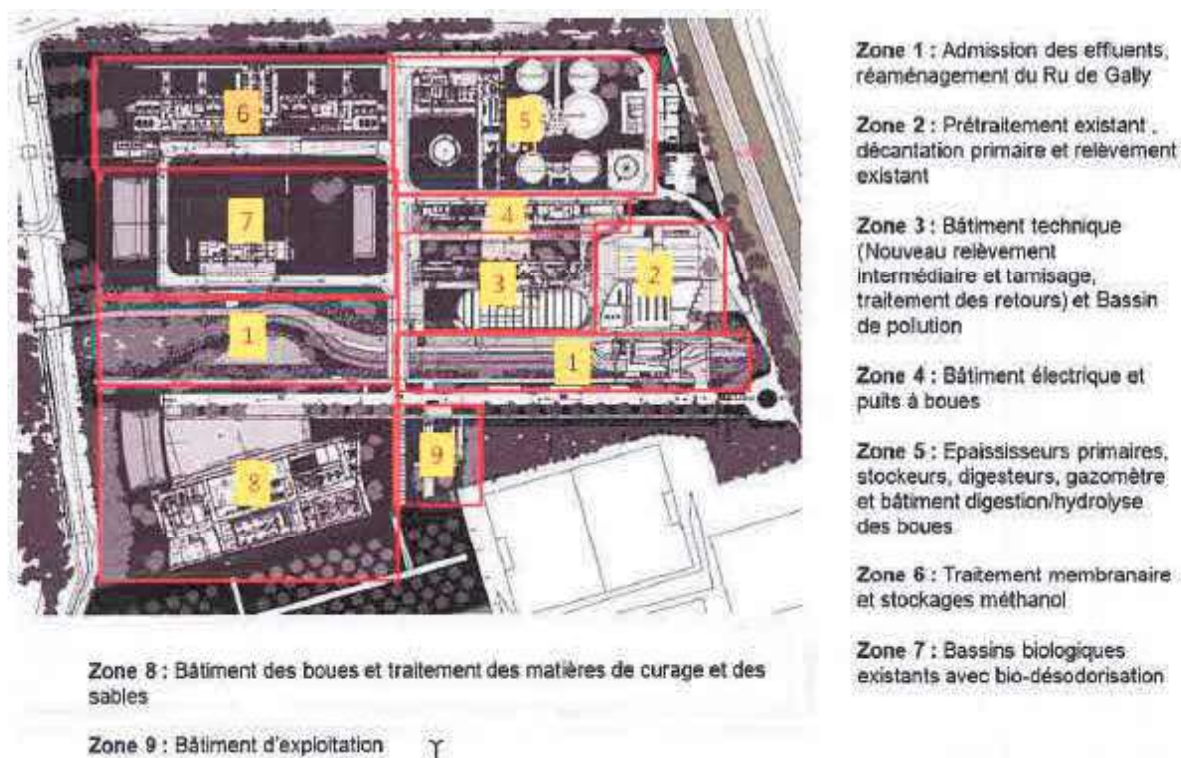 6
5
4
7
3
2
1
1
9
8
Zone 1 : Admission des effluents,
réaménagement du Ru de Gally
Zone 2 : Prétraitement existant ,
décantation primaire et relèvement
existant
Zone 3 : Bâtiment technique
(Nouveau relèvement
intermédiaire et tamisage,
traitement des retours) et Bassin
de polution
Zone 4 : Bâtiment électrique et
puits à boues
Zone 5 : Epaississeurs primaires,
stockeurs, digesteurs, gazomètre
et bâtiment digestion/hydrolyse
des boues
Zone 6 : Traitement membranaire
et stockages méthanol
Zone 7 : Bassins biologiques
existants avec bio-désodorisation
Zone 8 : Bâtiment des boues et traitement des matières de curage et des
sables
Zone 9 : Bâtiment d'exploitation